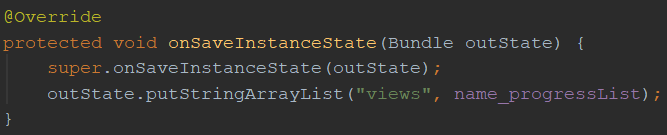 @Override
protected void onSaveInstanceState(Bundle outState) {
    super.onSaveInstanceState(outState);
    outState.putStringArrayList("views", name_progressList);
}